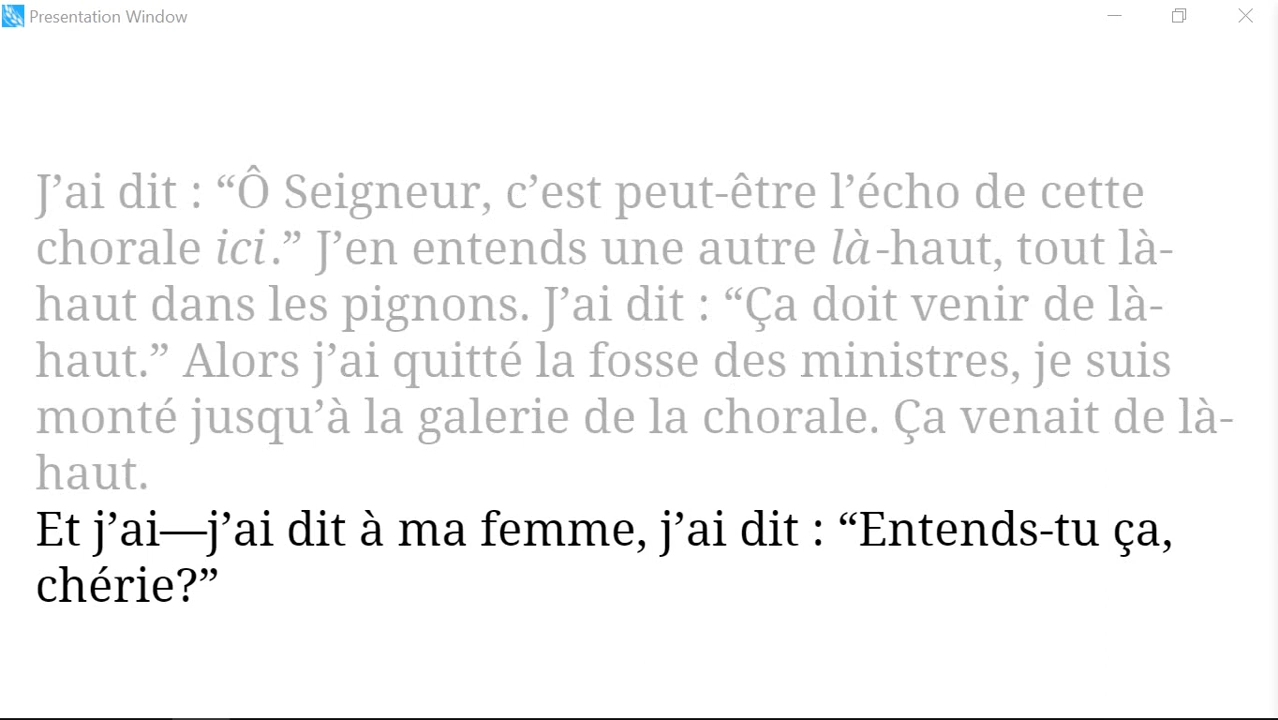 Presentation Window
J’ai dit : “Ô Seigneur, c’est peut-être l’écho de cette
chorale ici.” J’en entends une autre là-haut, tout là-
haut dans les pignons. J’ai dit : “Ça doit venir de là-
haut.” Alors j’ai quitté la fosse des ministres, je suis
monté jusqu’à la galerie de la chorale. Ça venait de là-
haut.
Et j’ai—j’ai dit à ma femme, j’ai dit : “Entends-tu ça,
chérie?”